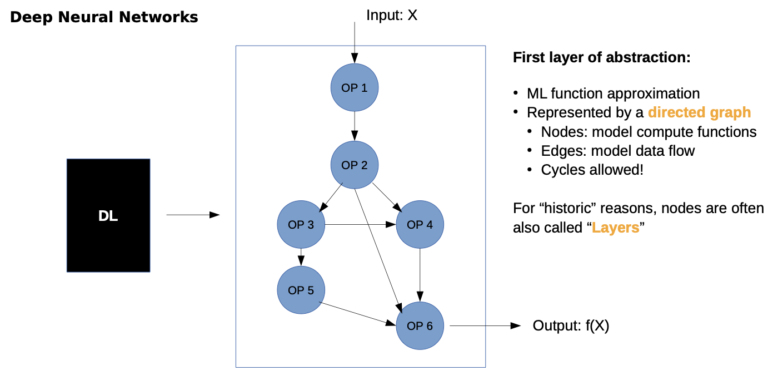 Deep Neural Networks
Input: X
OP 1
OP 2
OP 3
OP 4
OP 5
OP 6
DL
Output: f(X)
First layer of abstraction:
• ML function approximation
• Represented by a directed graph
• Nodes: model compute functions
• Edges: model data flow
• Cycles allowed!
For “historic” reasons, nodes are often
also called “Layers”